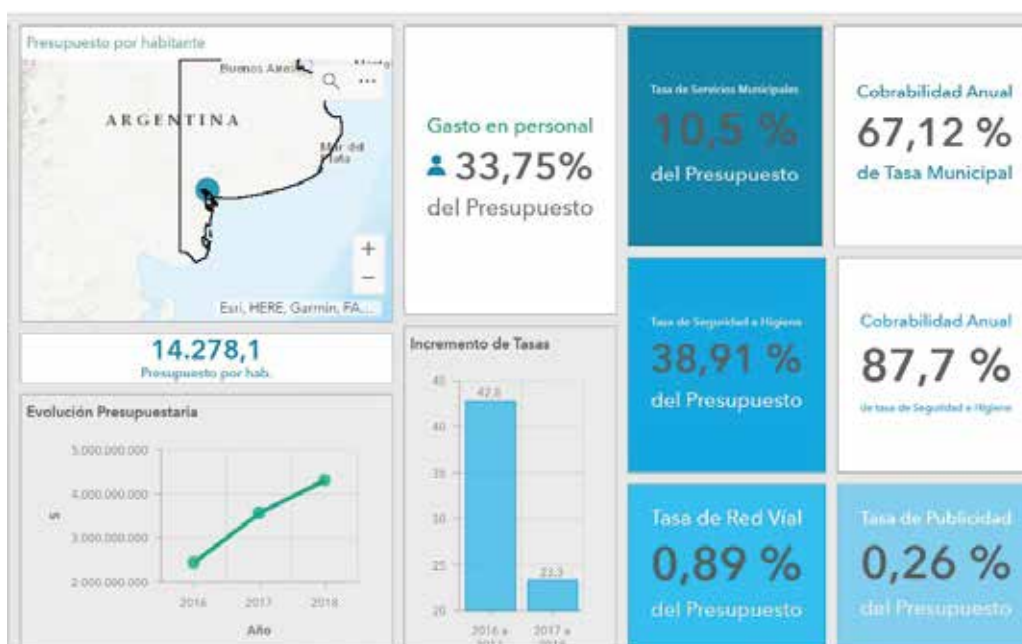 Presupuesto por habitante
Buenos Aires
ARGENTINA
Mar del
Plata
+
−
Esri, HERE, Garmin, FA...
14.278,1
Presupuesto por hab.
Evolución Presupuestaria
5.000.000.000
4.000.000.000
3.000.000.000
2.000.000.000
$
2016 2017 2018
Año
Gasto en personal
33,75%
del Presupuesto
Incremento de Tasas
45
40
35
30
25
20
42.8
23.3
2016 a
2017 a
Tasa de Servicios Municipales
10,5 %
del Presupuesto
Cobrabilidad Anual
67,12 %
de Tasa Municipal
Tasa de Seguridad e Higiene
38,91 %
del Presupuesto
Cobrabilidad Anual
87,7 %
de tasa de Seguridad e Higiene
Tasa de Red Vial
0,89 %
del Presupuesto
Tasa de Publicidad
0,26 %
del Presupuesto